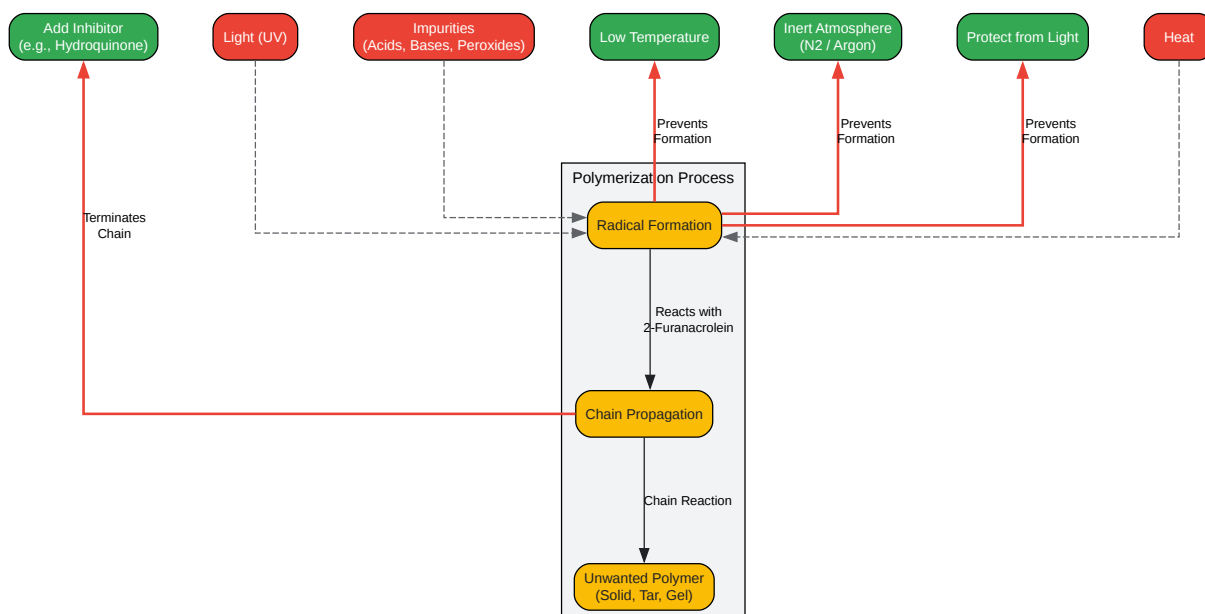 Add Inhibitor
(e.g., Hydroquinone)
Light (UV)
Impurities
(Acids, Bases, Peroxides)
Low Temperature
Inert Atmosphere
(N2 / Argon)
Protect from Light
Heat
Prevents
Formation
Prevents
Formation
Prevents
Formation
Polymerization Process
Terminates
Chain
Radical Formation
Reacts with
2-Furanacrolein
Chain Propagation
Chain Reaction
Unwanted Polymer
(Solid, Tar, Gel)